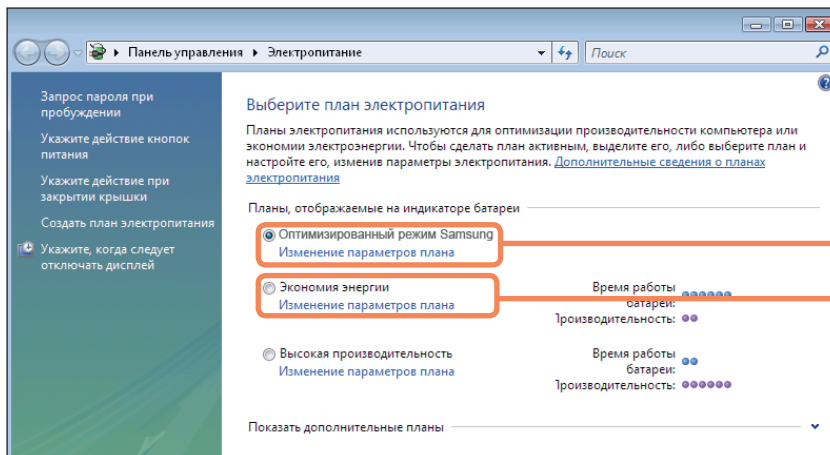 Панель управления ▸ Электропитание
Поиск
Запрос пароля при
пробуждении
Укажите действие кнопок
питания
Укажите действие при
закрытии крышки
Создать план электропитания
Укажите, когда следует
отключать дисплей
Выберите план электропитания
Планы электропитания используются для оптимизации производительности компьютера или
экономии электроэнергии. Чтобы сделать план активным, выделите его, либо выберите план и
настройте его, изменив параметры электропитания. Дополнительные сведения о планах
электропитания
Планы, отображаемые на индикаторе батареи
Оптимизированный режим Samsung
Изменение параметров плана
Экономия энергии
Изменение параметров плана
Время работы
батареи:
Производительность:
Высокая производительность
Изменение параметров плана
Время работы
батареи:
Производительность:
Показать дополнительные планы